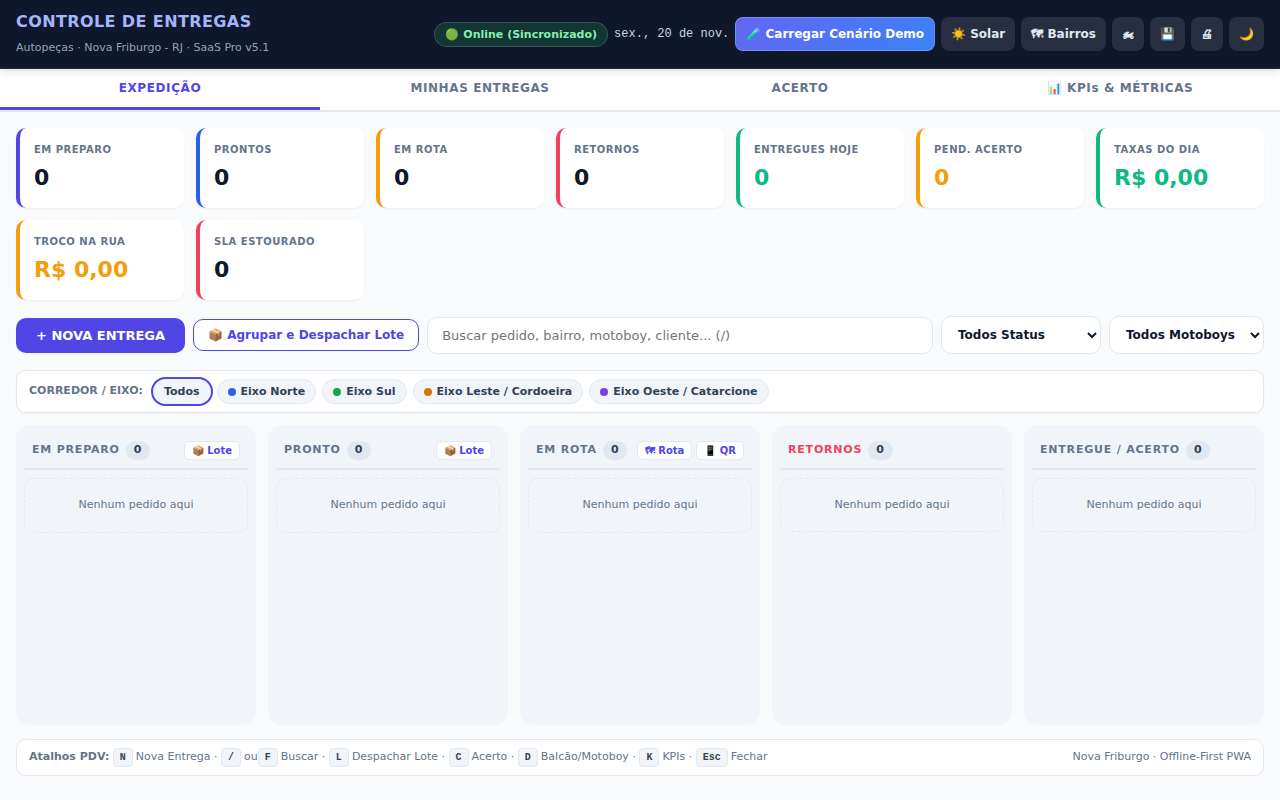 CONTROLE DE ENTREGAS
Autopeças · Nova Friburgo - RJ · SaaS Pro v5.1
Online (Sincronizado)
sex., 20 de nov.
Carregar Cenário Demo
Solar
Bairros
EXPEDIÇÃO
MINHAS ENTREGAS
ACERTO
KPIs & MÉTRICAS
EM PREPARO
0
PRONTOS
0
EM ROTA
0
RETORNOS
0
ENTREGUES HOJE
0
PEND. ACERTO
0
TAXAS DO DIA
R$ 0,00
TROCO NA RUA
R$ 0,00
SLA ESTOURADO
0
+ NOVA ENTREGA
Agrupar e Despachar Lote
Buscar pedido, bairro, motoboy, cliente... (/)
Todos Status
Todos Motoboys
CORREDOR / EIXO:
Todos
Eixo Norte
Eixo Sul
Eixo Leste / Cordoeira
Eixo Oeste / Catarcione
EM PREPARO 0 Lote
Nenhum pedido aqui
PRONTO 0 Lote
Nenhum pedido aqui
EM ROTA 0 Rota QR
Nenhum pedido aqui
RETORNOS 0
Nenhum pedido aqui
ENTREGUE / ACERTO 0
Nenhum pedido aqui
Atalhos PDV: N Nova Entrega · / ou F Buscar · L Despachar Lote · C Acerto · D Balcão/Motoboy · K KPIs · Esc Fechar
Nova Friburgo · Offline-First PWA